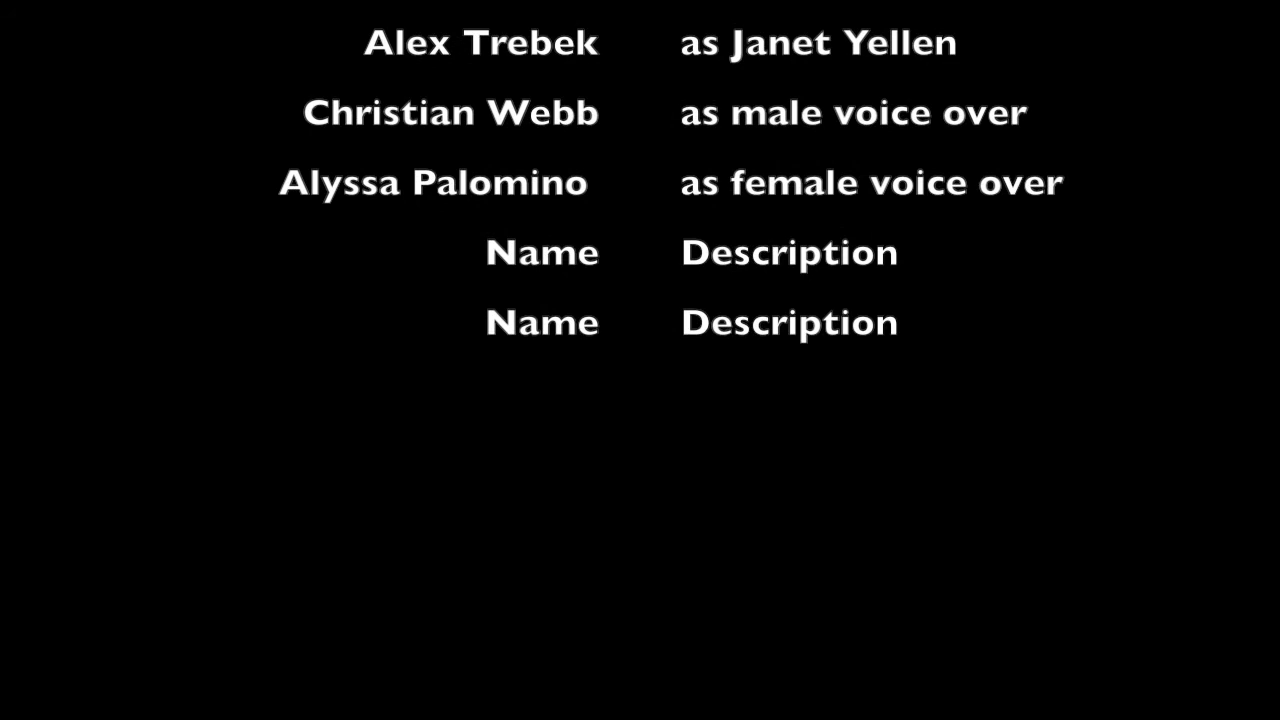 Alex Trebek as Janet Yellen
Christian Webb as male voice over
Alyssa Palomino as female voice over
Name Description
Name Description